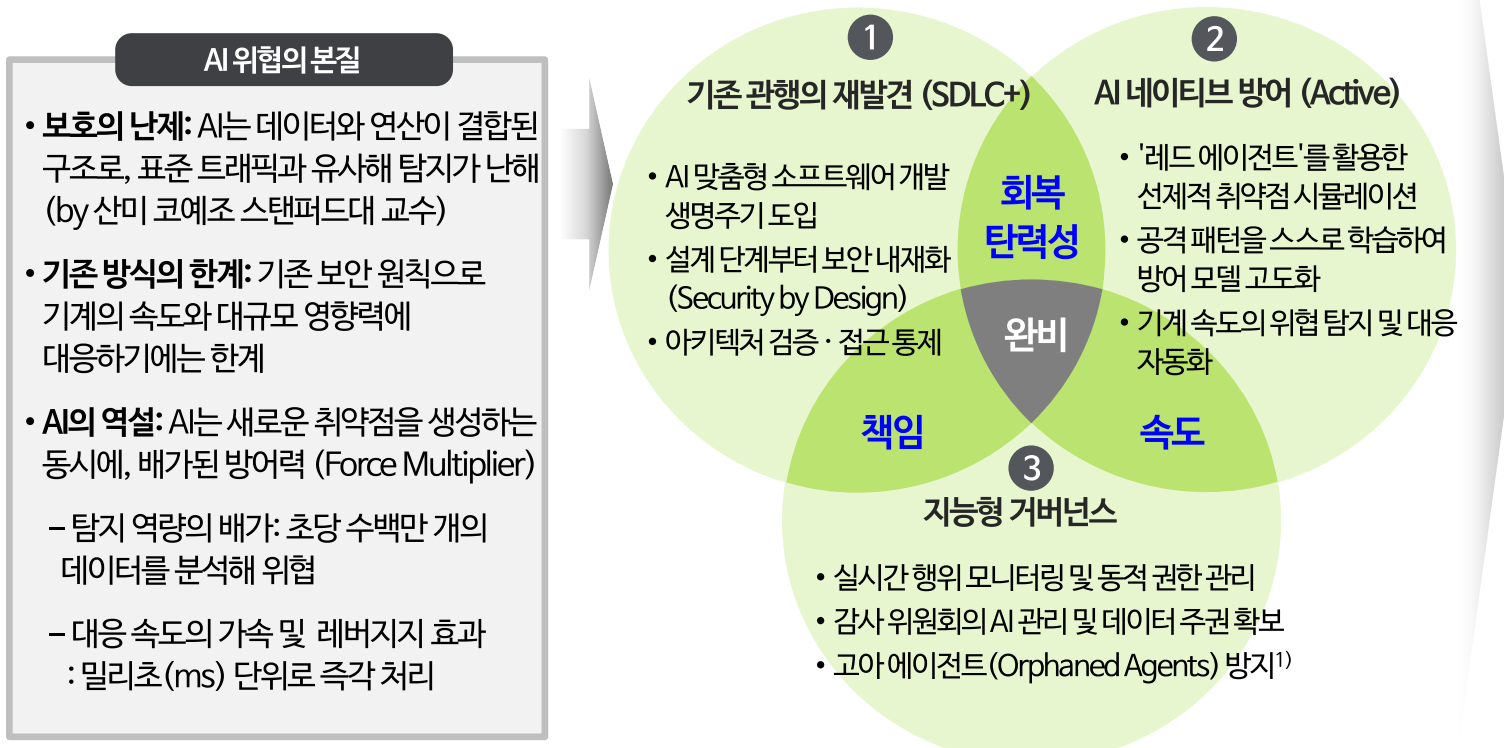 AI 위협의 본질
• 보호의 난제: AI는 데이터와 연산이 결합된
구조로, 표준 트래픽과 유사해 탐지가 난해
(by 산미 코예조 스탠퍼드대 교수)
• 기존 방식의 한계: 기존 보안 원칙으로
기계의 속도와 대규모 영향력에
대응하기에는 한계
• AI의 역설: AI는 새로운 취약점을 생성하는
동시에, 배가된 방어력 (Force Multiplier)
– 탐지 역량의 배가: 초당 수백만 개의
데이터를 분석해 위협
– 대응 속도의 가속 및 레버지지 효과
: 밀리초(ms) 단위로 즉각 처리
1
기존 관행의 재발견 (SDLC+)
• AI 맞춤형 소프트웨어 개발
생명주기 도입
• 설계 단계부터 보안 내재화
(Security by Design)
• 아키텍처 검증 · 접근 통제
회복
탄력성
2
AI 네이티브 방어 (Active)
• '레드 에이전트'를 활용한
선제적 취약점 시뮬레이션
• 공격 패턴을 스스로 학습하여
방어 모델 고도화
• 기계 속도의 위협 탐지 및 대응
자동화
완비
책임
속도
3
지능형 거버넌스
• 실시간 행위 모니터링 및 동적 권한 관리
• 감사 위원회의 AI 관리 및 데이터 주권 확보
• 고아 에이전트(Orphaned Agents) 방지1)